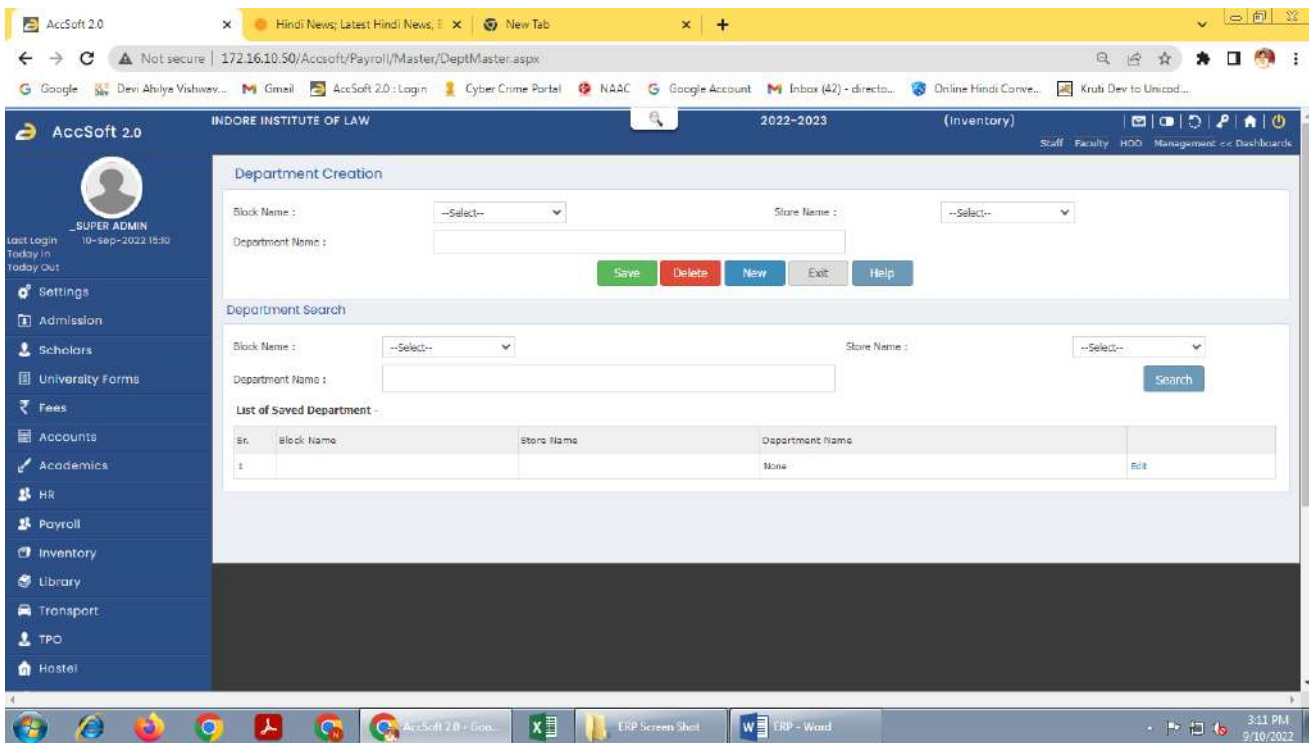 AccSoft 2.0
Hindi News; Latest Hindi News,
New Tab
Not secure | 172.16.10.50/Accsoft/Payroll/Master/DeptMaster.aspx
Google
Devi Ahilya Vishwav...
Gmail
AccSoft 2.0 : Login
Cyber Crime Portal
NAAC
Google Account
Inbox (42) - directo...
Online Hindi Conve...
Kruti Dev to Unicod...
AccSoft 2.0
INDORE INSTITUTE OF LAW
2022-2023
(Inventory)
Staff Faculty HOD Management << Dashboards
_SUPER ADMIN
Last Login 10-Sep-2022 15:10
Today In
Today Out
Settings
Admission
Scholars
University Forms
Fees
Accounts
Academics
HR
Payroll
Inventory
Library
Transport
TPO
Hostel
Department Creation
Block Name : --Select-- Store Name : --Select--
Department Name :
Save Delete New Exit Help
Department Search
Block Name : --Select-- Store Name : --Select--
Department Name : Search
List of Saved Department -
Sr. Block Name Store Name Department Name
1 None Edit
AccSoft 2.0 - Goo...
ERP Screen Shot
ERP - Word
3:11 PM
9/10/2022